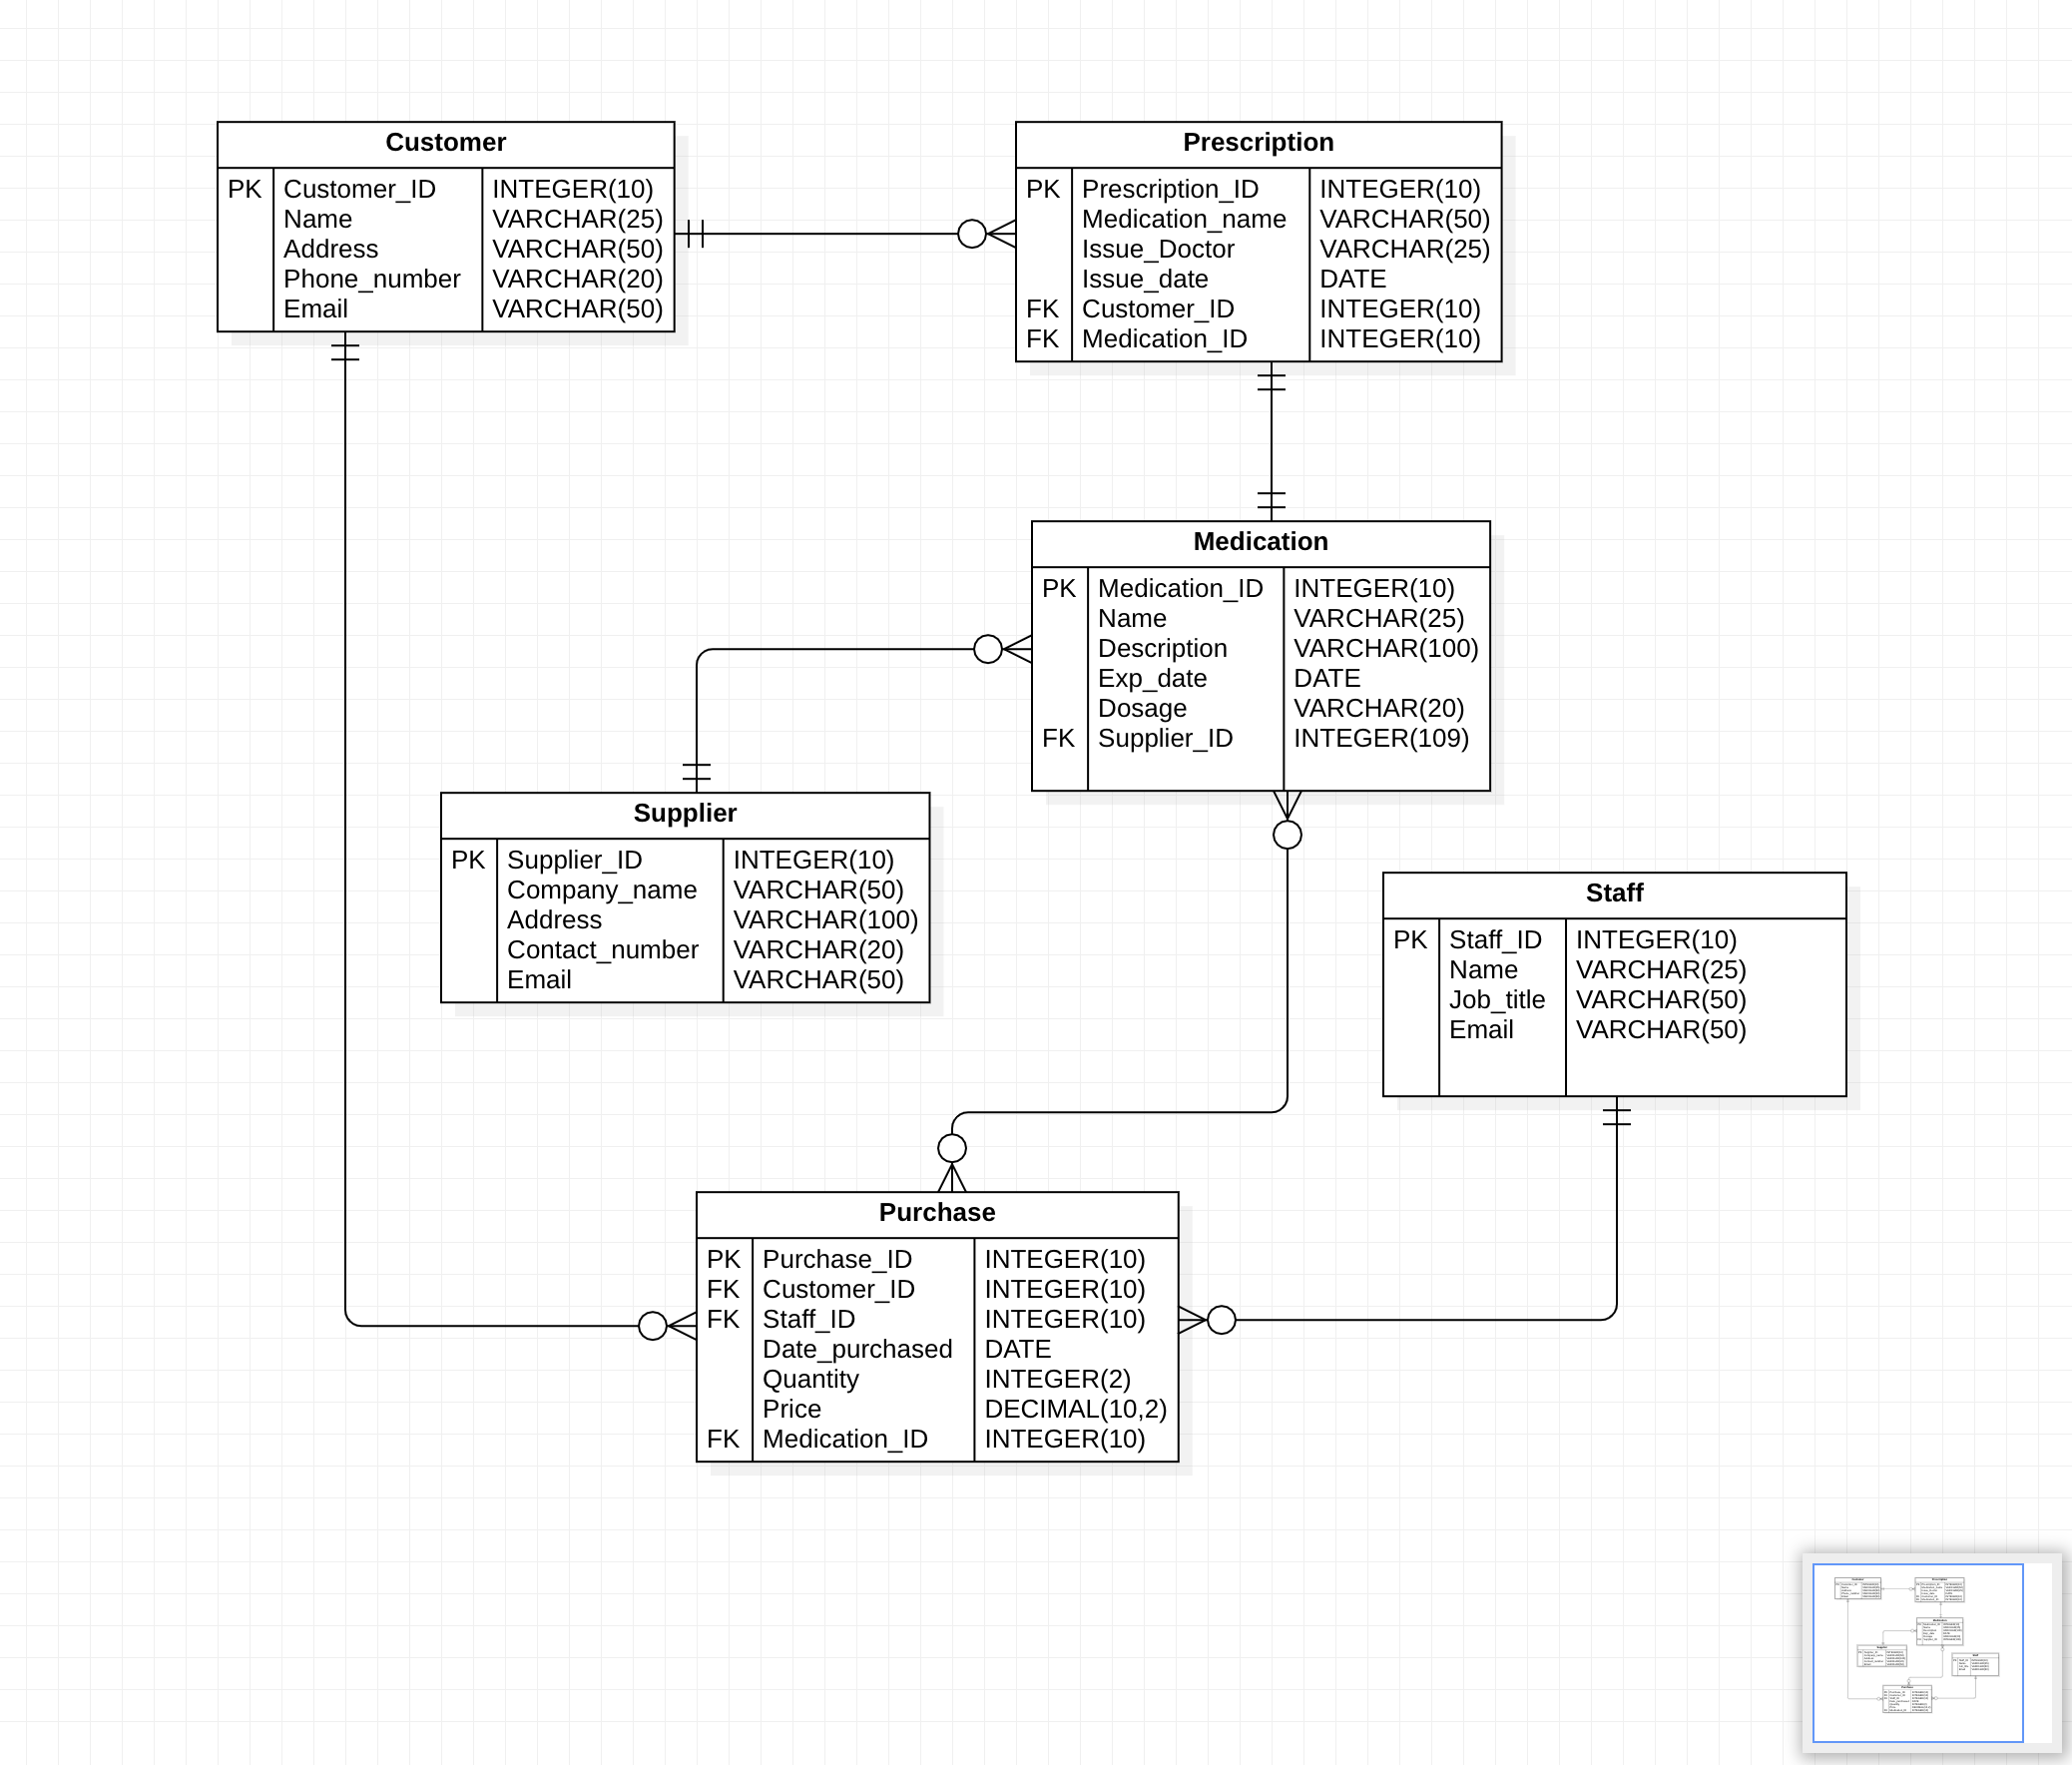 Customer
PK Customer_ID INTEGER(10)
Name VARCHAR(25)
Address VARCHAR(50)
Phone_number VARCHAR(20)
Email VARCHAR(50)
Prescription
PK Prescription_ID INTEGER(10)
Medication_name VARCHAR(50)
Issue_Doctor VARCHAR(25)
Issue_date DATE
FK Customer_ID INTEGER(10)
FK Medication_ID INTEGER(10)
Medication
PK Medication_ID INTEGER(10)
Name VARCHAR(25)
Description VARCHAR(100)
Exp_date DATE
Dosage VARCHAR(20)
FK Supplier_ID INTEGER(109)
Supplier
PK Supplier_ID INTEGER(10)
Company_name VARCHAR(50)
Address VARCHAR(100)
Contact_number VARCHAR(20)
Email VARCHAR(50)
Staff
PK Staff_ID INTEGER(10)
Name VARCHAR(25)
Job_title VARCHAR(50)
Email VARCHAR(50)
Purchase
PK Purchase_ID INTEGER(10)
FK Customer_ID INTEGER(10)
FK Staff_ID INTEGER(10)
Date_purchased DATE
Quantity INTEGER(2)
Price DECIMAL(10,2)
FK Medication_ID INTEGER(10)